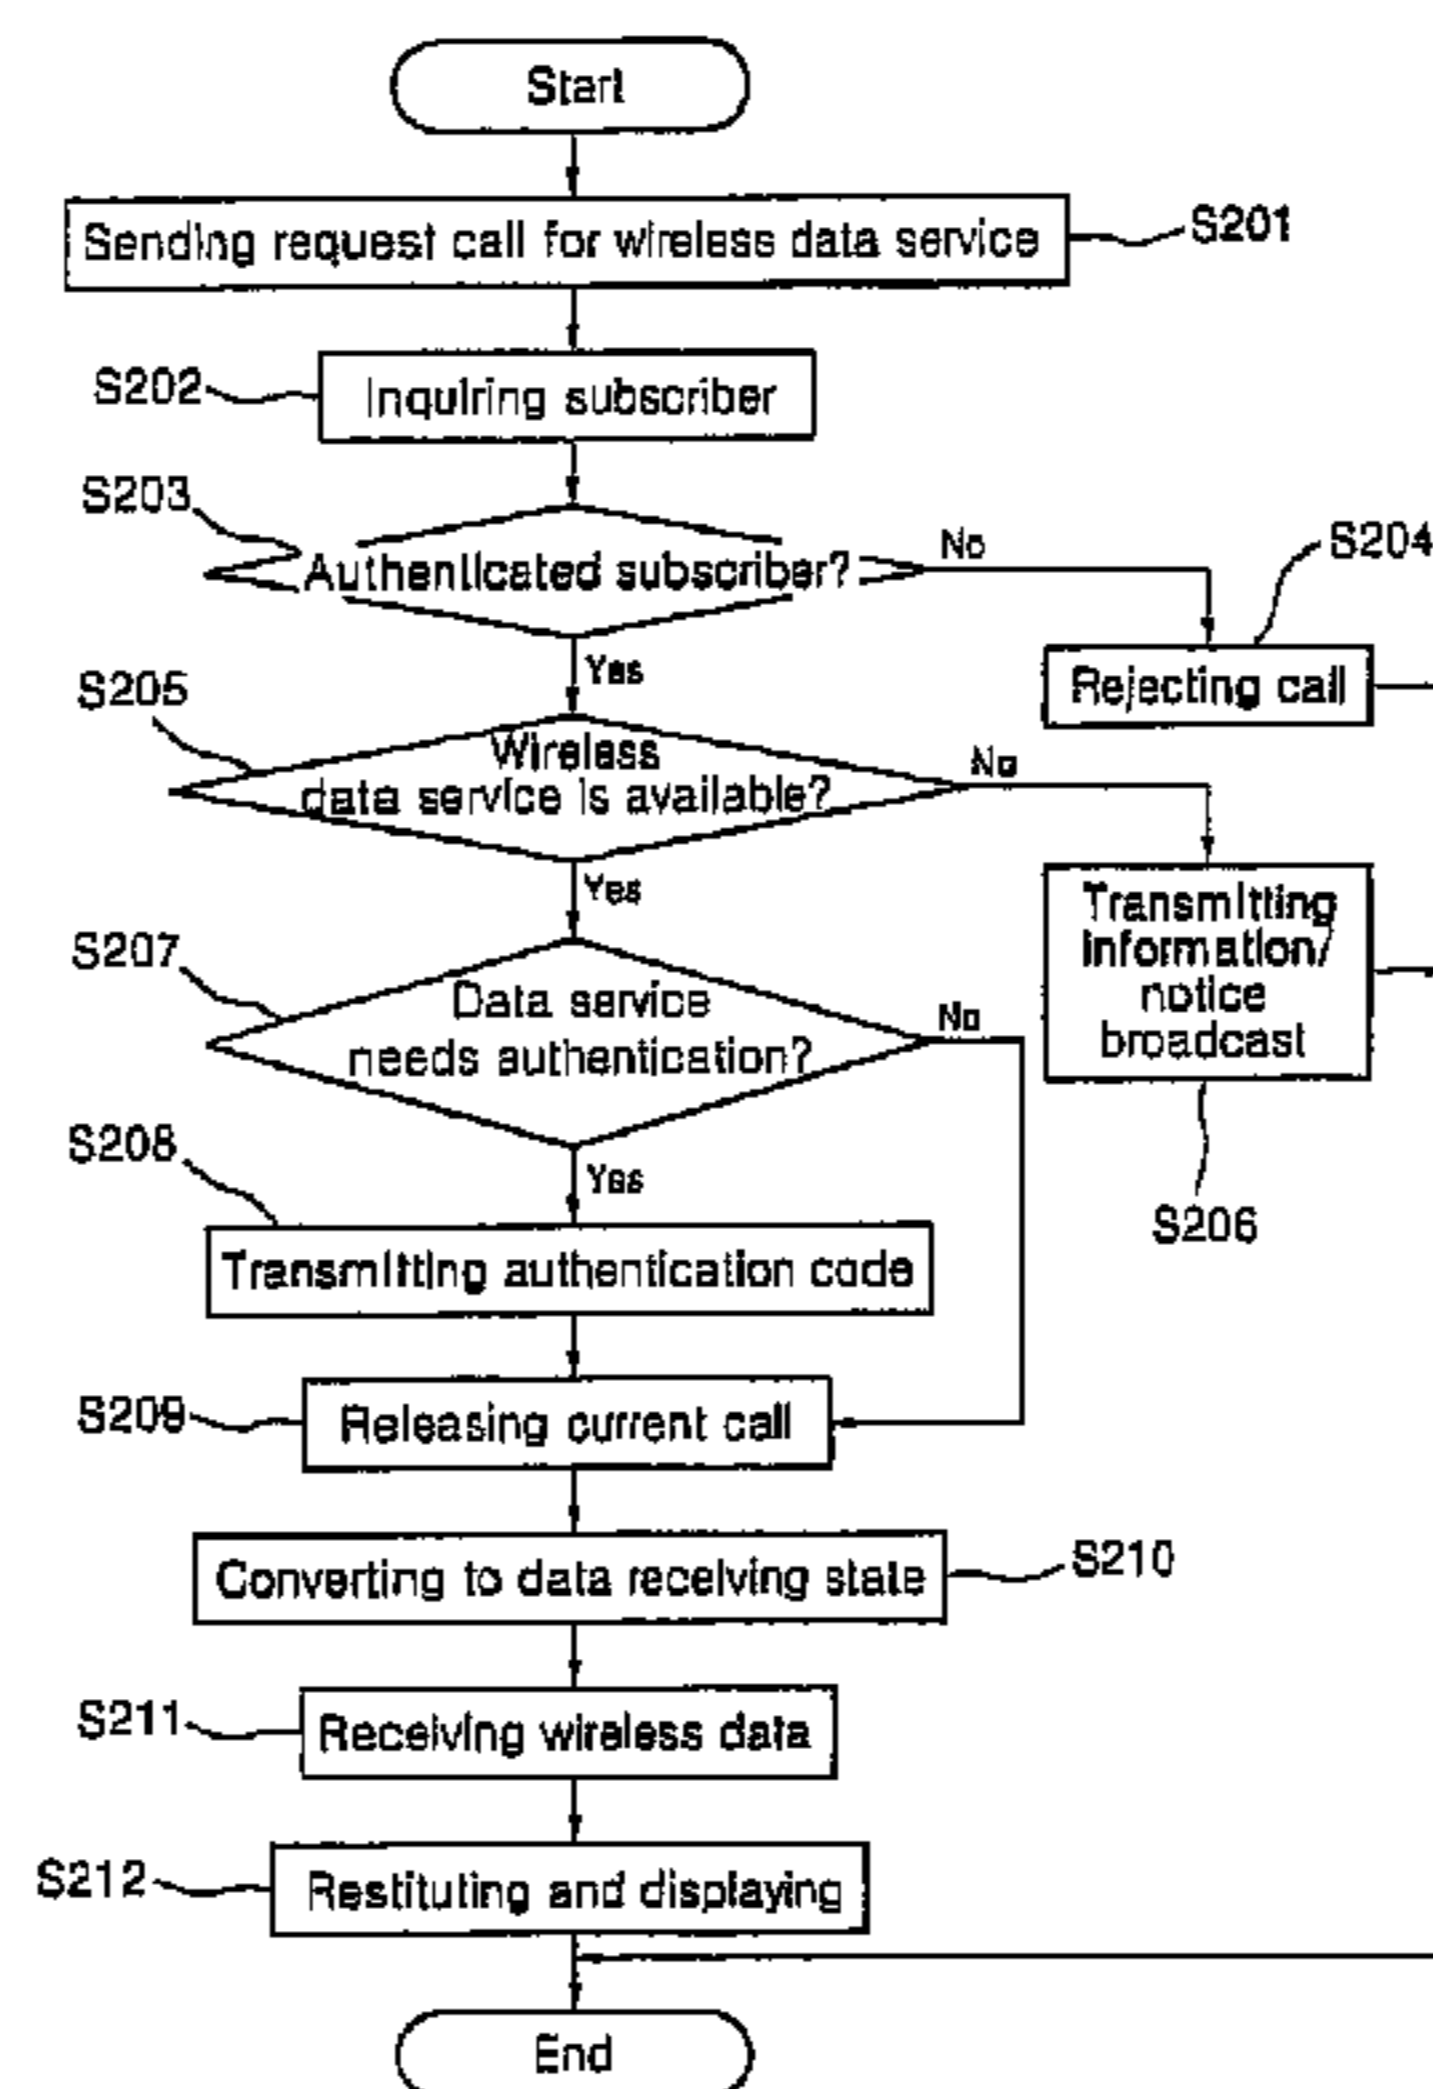 Start
Sending request call for wireless data service
S201
S202
Inquiring subscriber
S203
Authenticated subscriber?
No
S204
Yes
Rejecting call
S205
Wireless
data service is available?
No
Yes
Transmitting
information/
notice
broadcast
S206
S207
Data service
needs authentication?
No
Yes
S208
Transmitting authentication code
S209
Releasing current call
Converting to data receiving state
S210
S211
Receiving wireless data
S212
Restituting and displaying
End